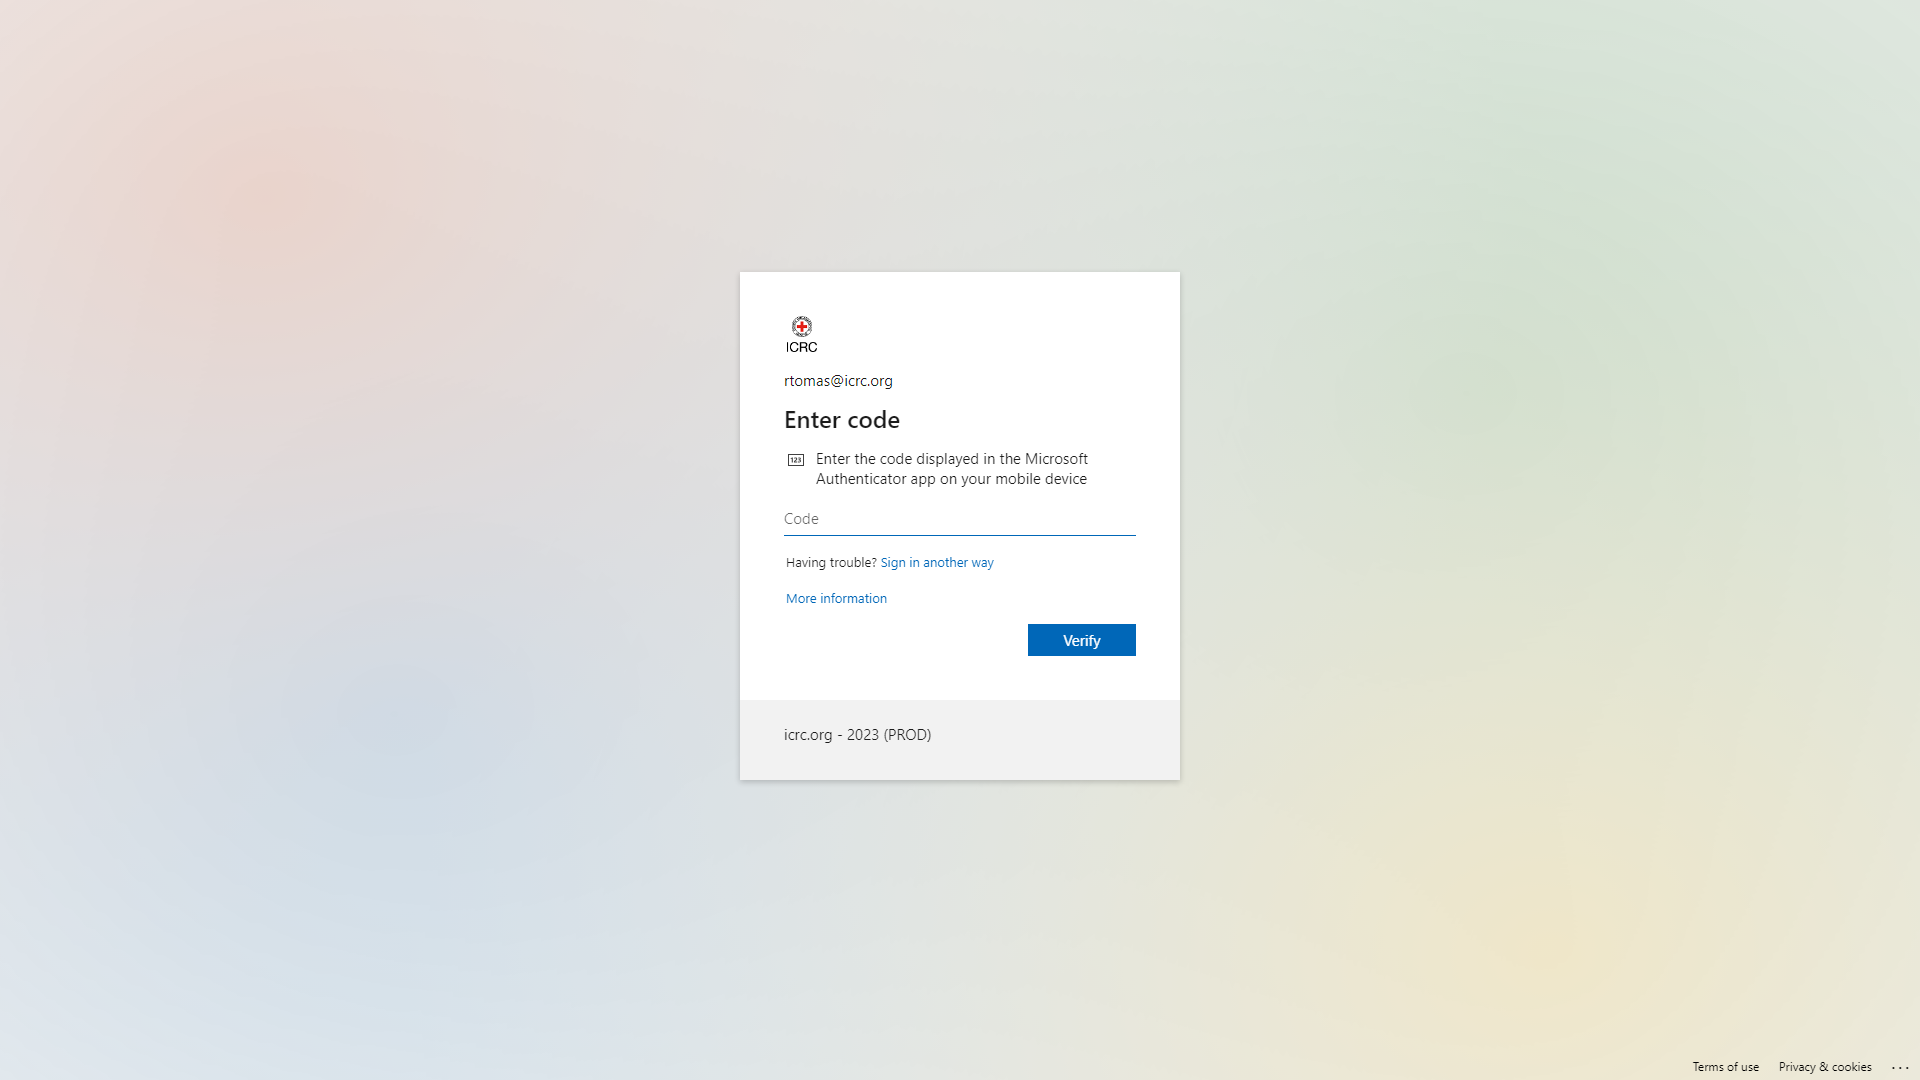 ICRC
rtomas@icrc.org
Enter code
123
Enter the code displayed in the Microsoft
Authenticator app on your mobile device
Code
Having trouble? Sign in another way
More information
Verify
icrc.org - 2023 (PROD)
Terms of use
Privacy & cookies
...